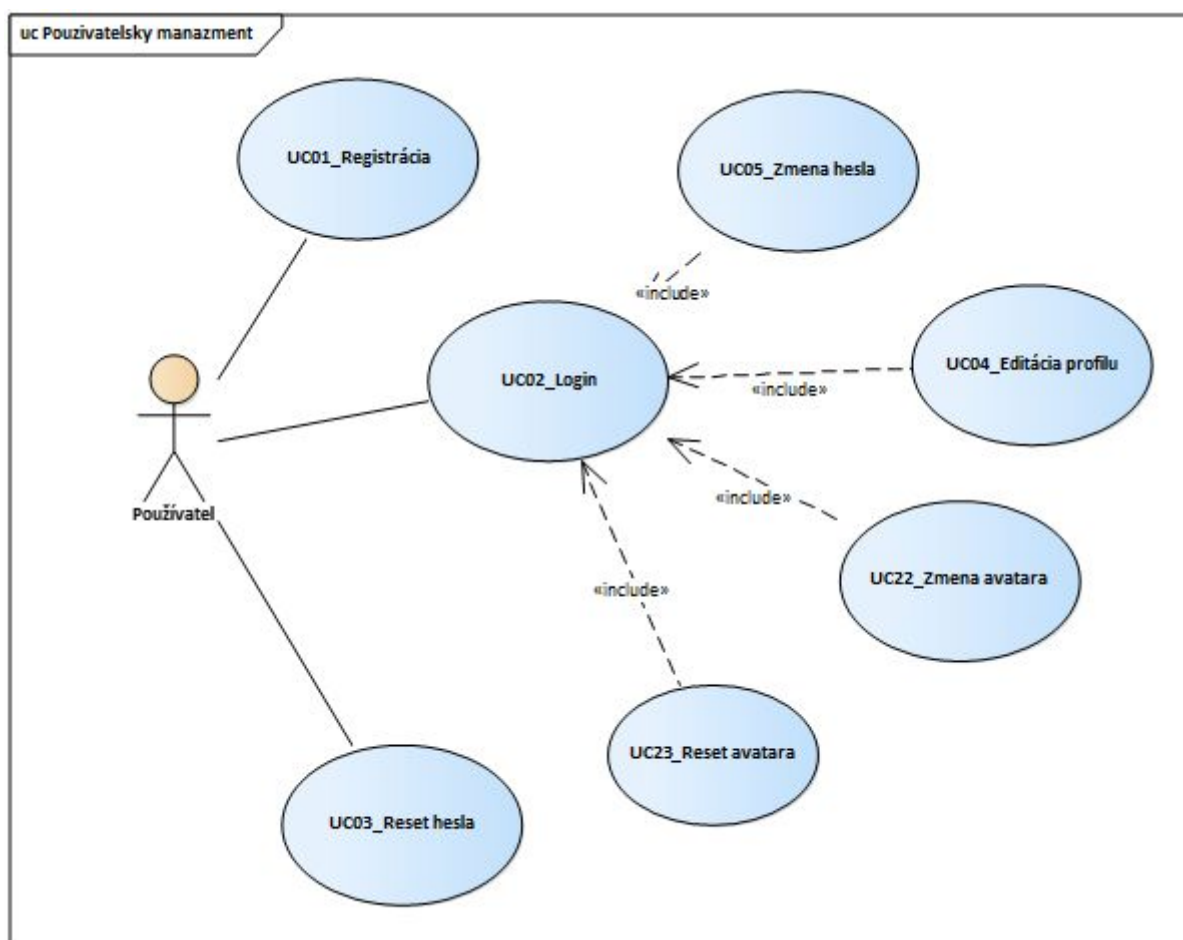 uc Pouzivatelsky manazment
UC01_Registrácia
UC05_Zmena hesla
«include»
UC02_Login
UC04_Editácia profilu
«include»
«include»
Používatel
UC22_Zmena avatara
«include»
UC23_Reset avatara
UC03_Reset hesla